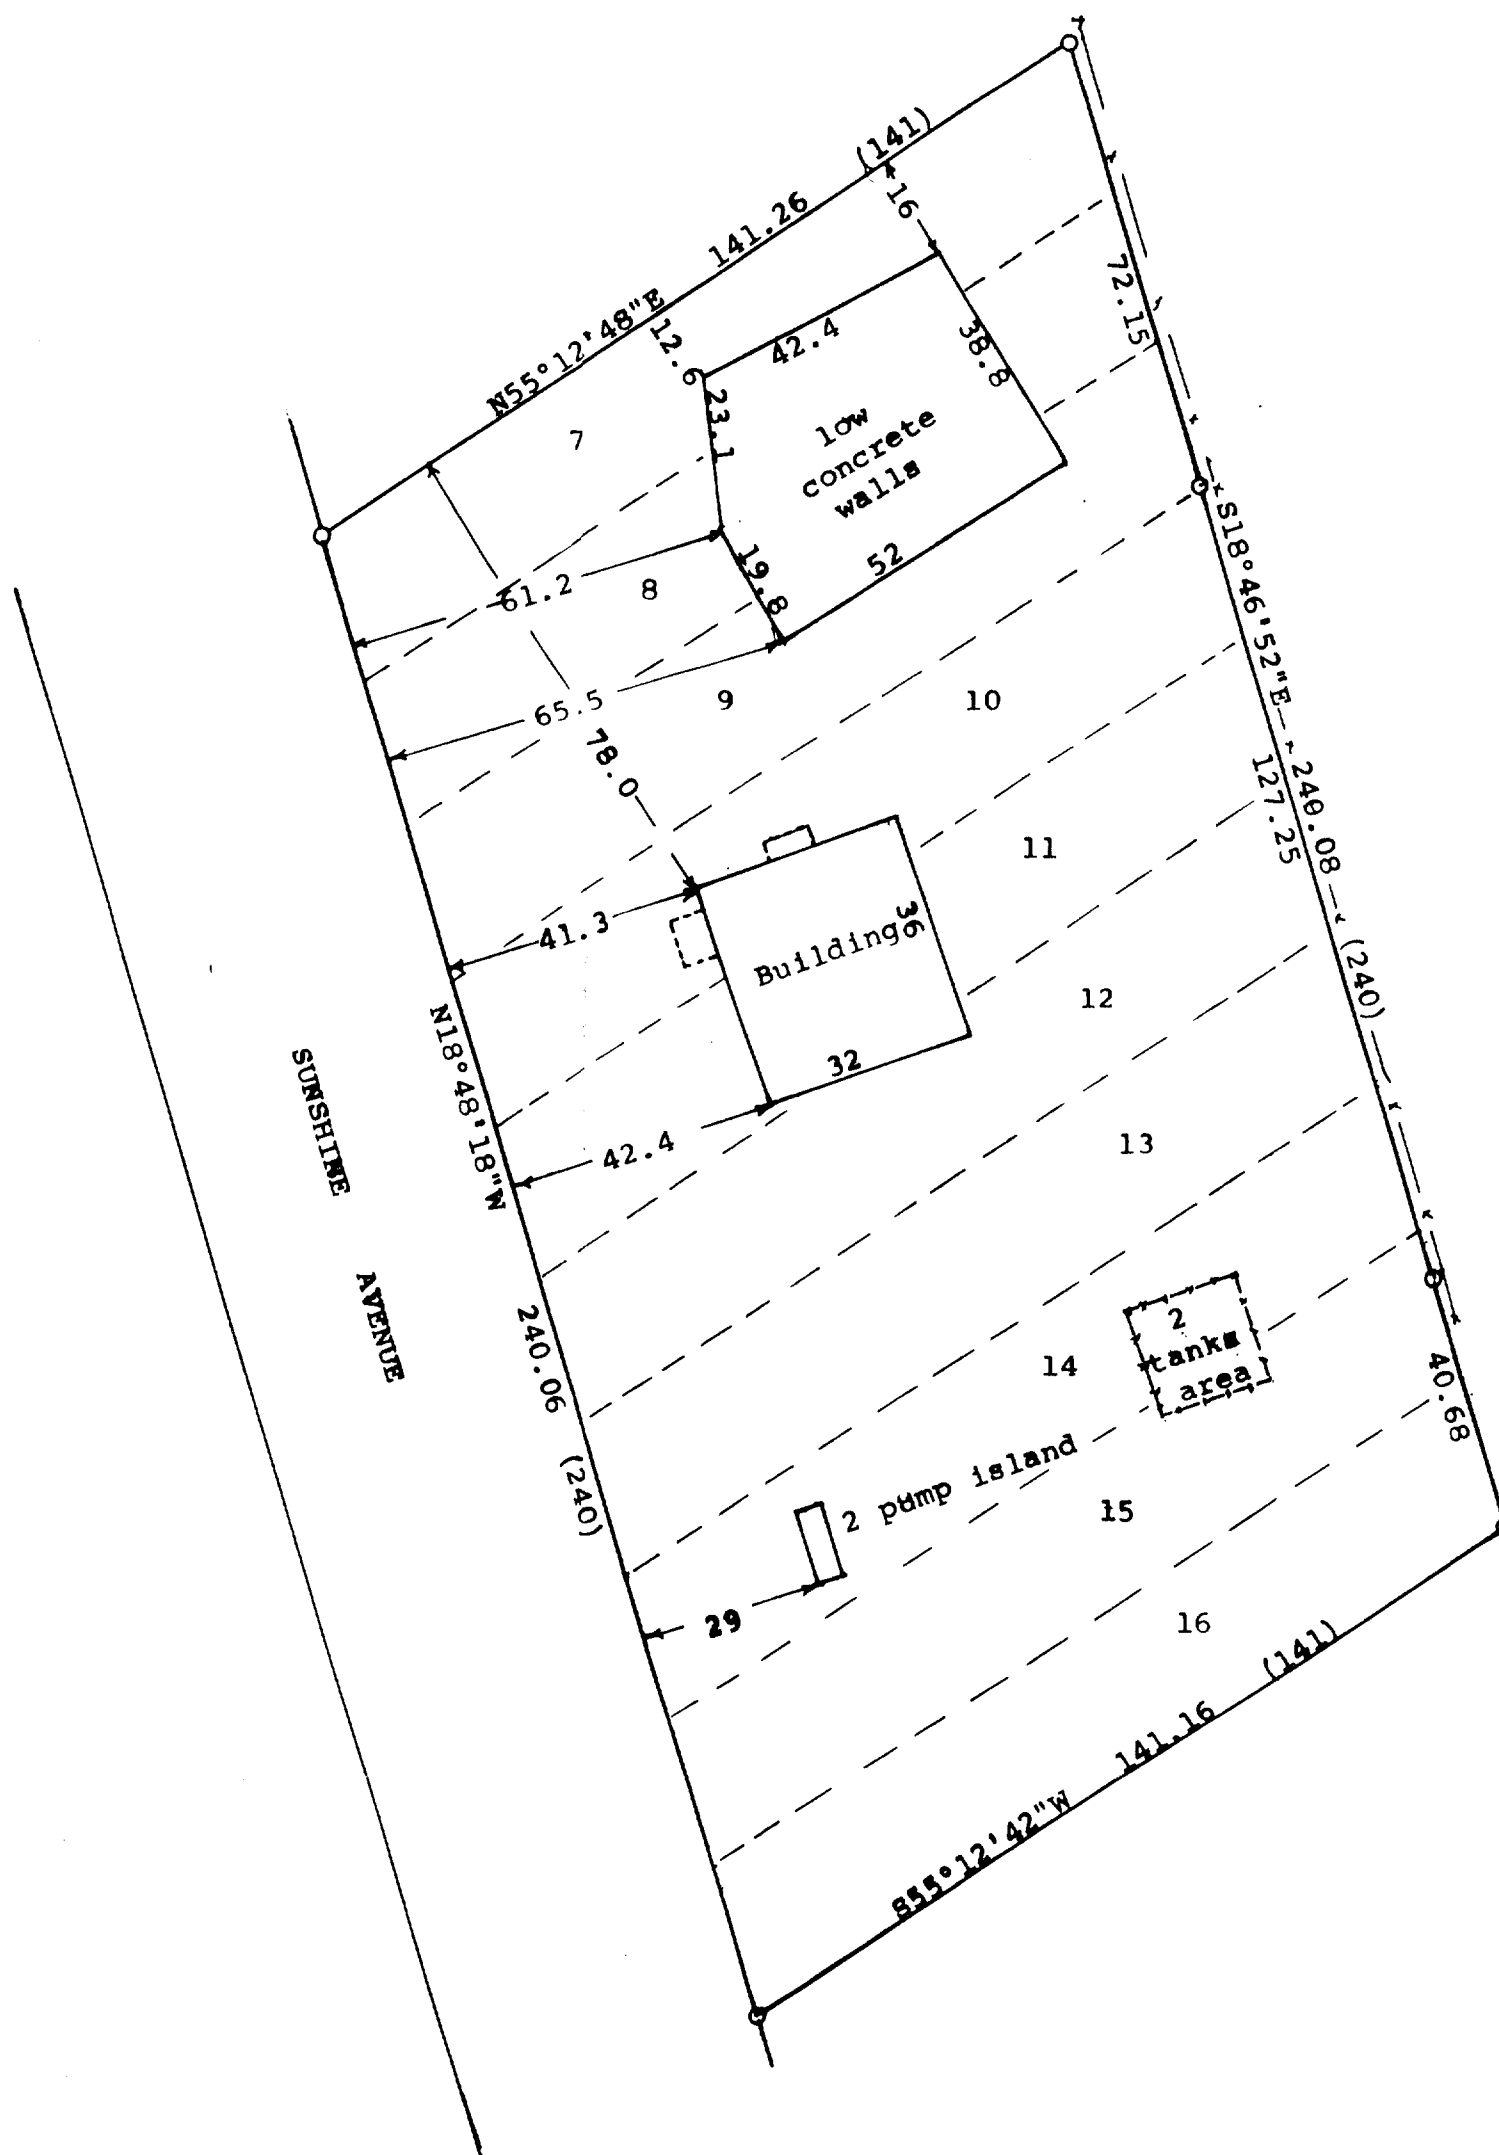 (141)
141.26
N55°12'48"E
16
12.6
42.4
38.8
72.15
23.1
7
low
concrete
walls
52
19.8
61.2
8
65.5
9
10
78.0
S18°46'52"E
240.08
(240)
127.25
11
41.3
Building
36
12
32
42.4
N18°48'18"W
SUNSHINE
AVENUE
240.06
(240)
13
2
tanks
area
14
40.68
2 pump island
15
29
16
(141)
141.16
S55°12'42"W